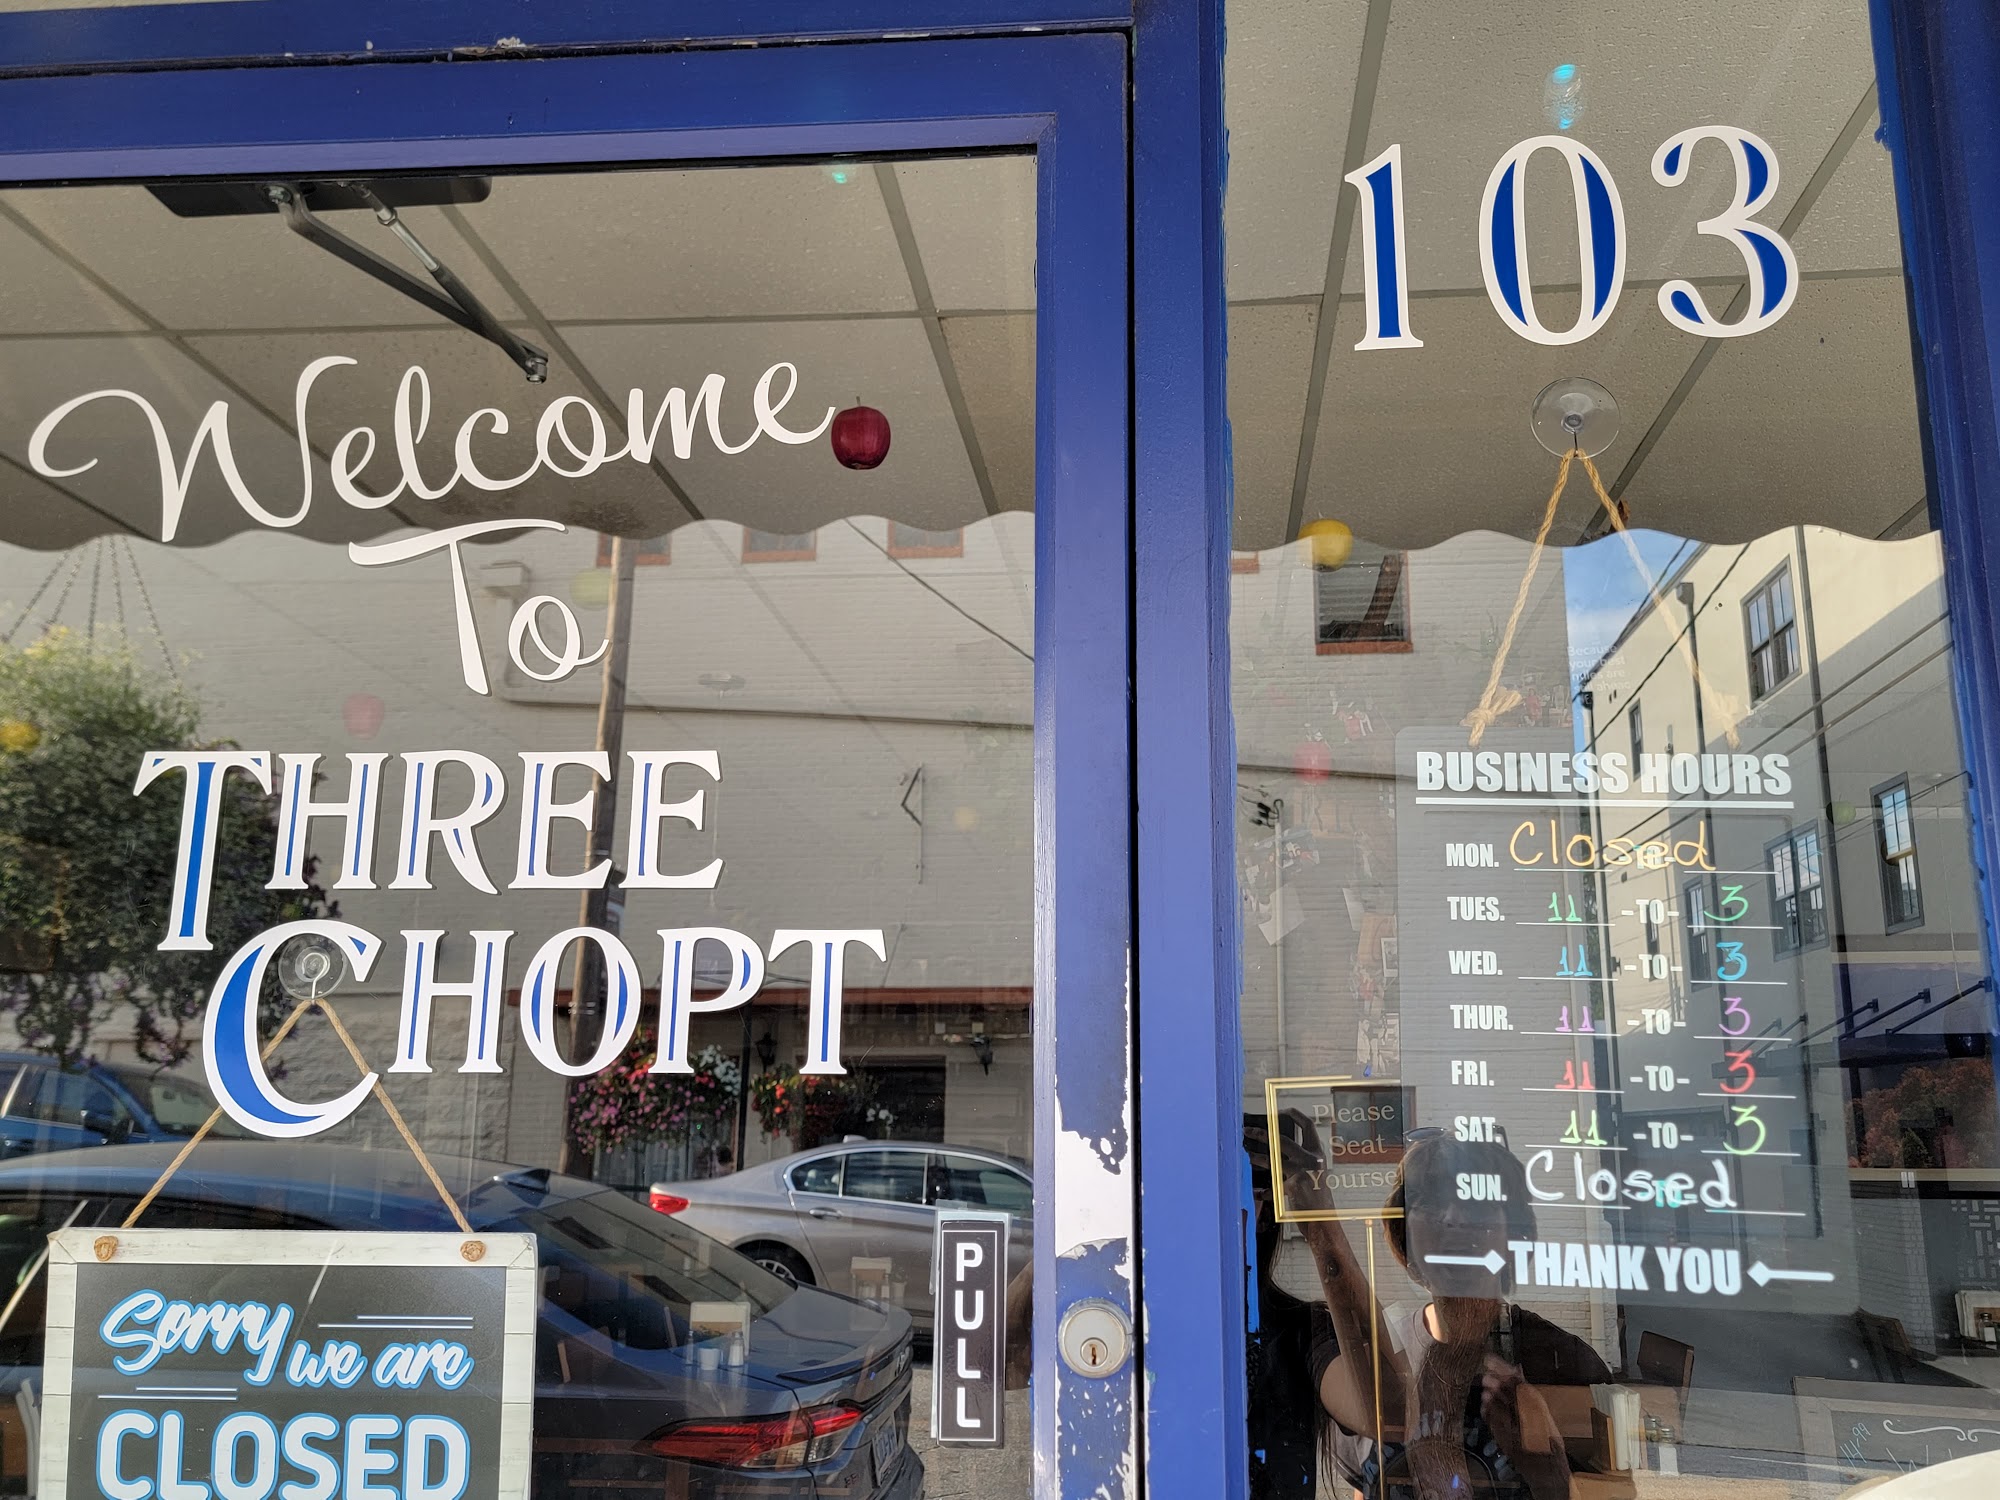 Welcome
To
THREE
CHOPT
Sorry we are
CLOSED
PULL
103
BUSINESS HOURS
MON. Closed
TUES. 11 -TO- 3
WED. 11 -TO- 3
THUR. 11 -TO- 3
FRI. 11 -TO- 3
SAT. 11 -TO- 3
SUN. Closed
THANK YOU
Please
Seat